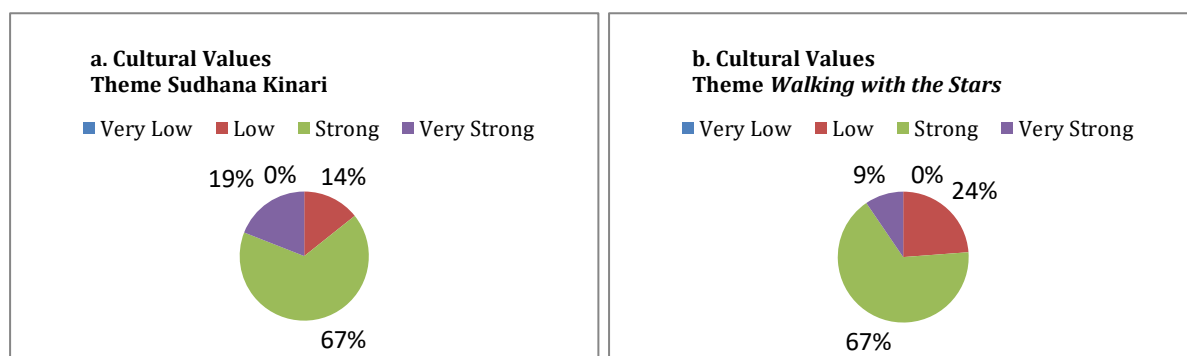 a. Cultural Values
Theme Sudhana Kinari
Very Low Low Strong Very Strong
19% 0% 14%
67%
b. Cultural Values
Theme Walking with the Stars
Very Low Low Strong Very Strong
9% 0%
24%
67%